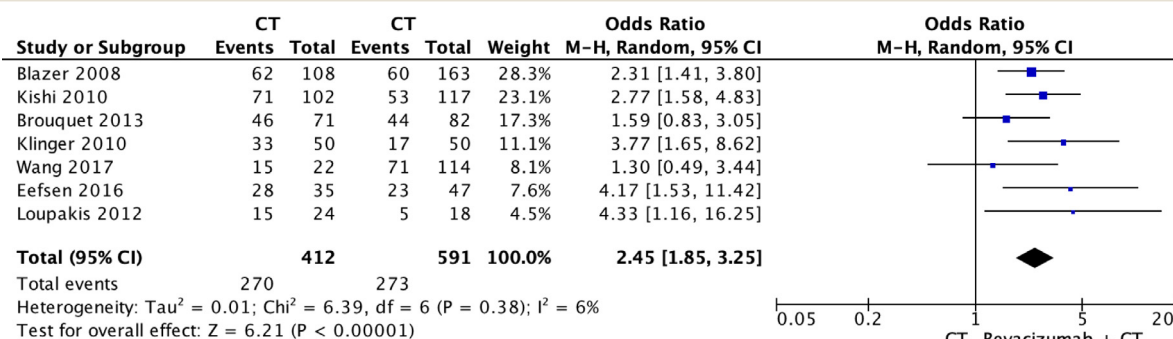 CT CT Odds Ratio Odds Ratio
Study or Subgroup Events Total Events Total Weight M-H, Random, 95% CI M-H, Random, 95% CI
Blazer 2008 62 108 60 163 28.3% 2.31 [1.41, 3.80]
Kishi 2010 71 102 53 117 23.1% 2.77 [1.58, 4.83]
Brouquet 2013 46 71 44 82 17.3% 1.59 [0.83, 3.05]
Klinger 2010 33 50 17 50 11.1% 3.77 [1.65, 8.62]
Wang 2017 15 22 71 114 8.1% 1.30 [0.49, 3.44]
Eefsen 2016 28 35 23 47 7.6% 4.17 [1.53, 11.42]
Loupakis 2012 15 24 5 18 4.5% 4.33 [1.16, 16.25]
Total (95% CI) 412 591 100.0% 2.45 [1.85, 3.25]
Total events 270 273
Heterogeneity: Tau² = 0.01; Chi² = 6.39, df = 6 (P = 0.38); I² = 6%
Test for overall effect: Z = 6.21 (P < 0.00001)
0.05 0.2 1 5 20
CT Bevacizumab + CT